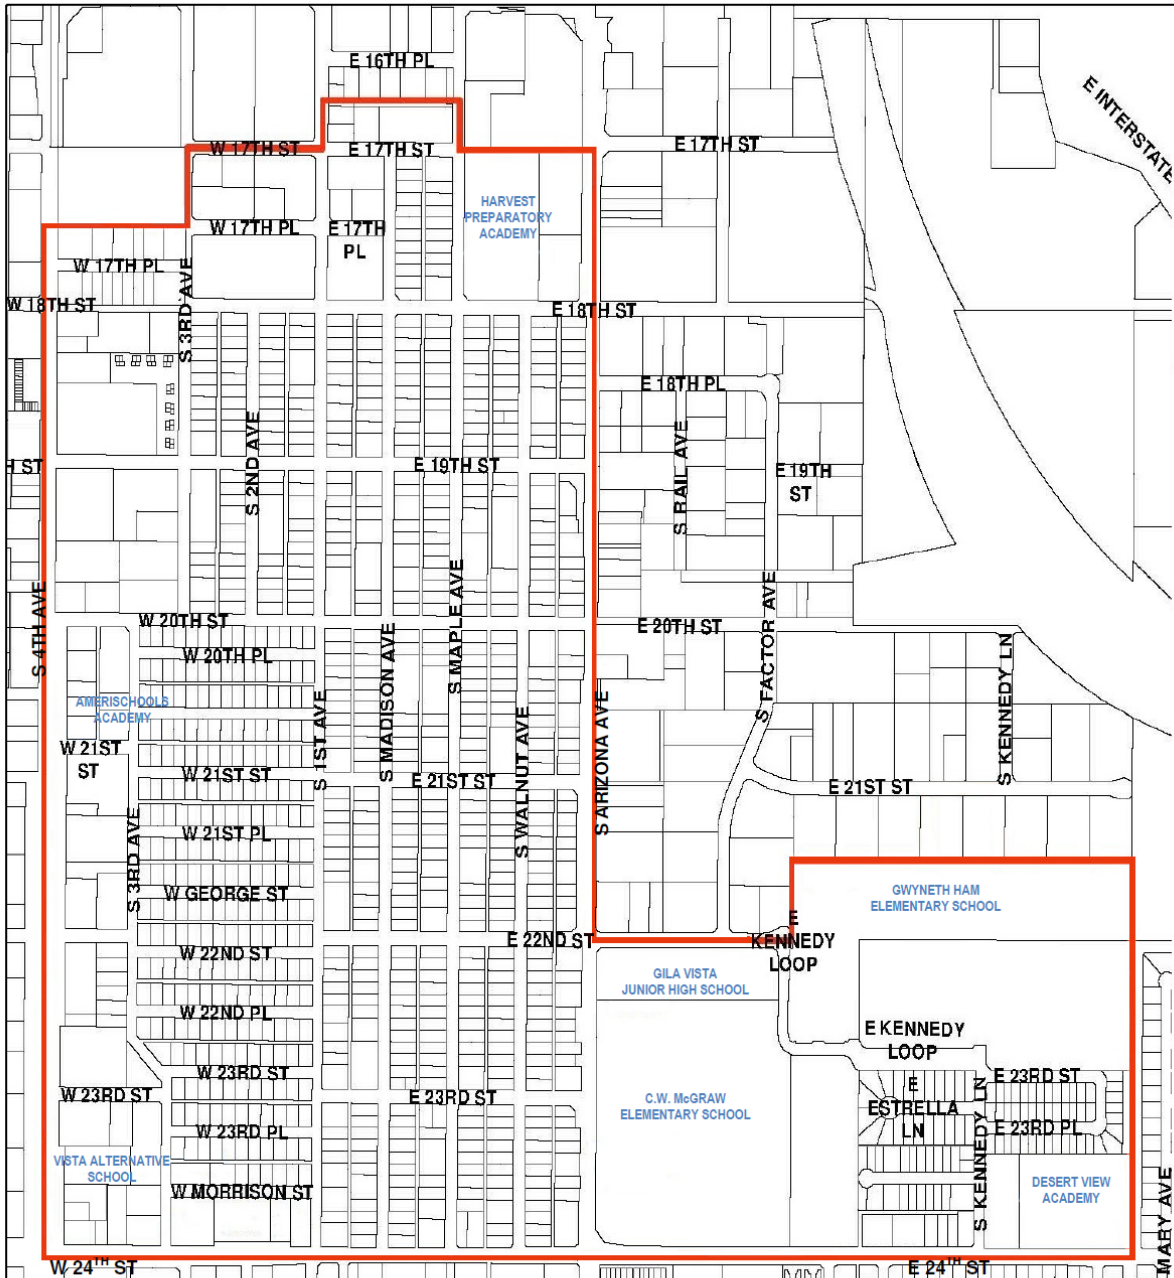 E 16TH PL
E INTERSTATE
W 17TH ST
E 17TH ST
E 17TH ST
HARVEST
PREPARATORY
ACADEMY
W 17TH PL
E 17TH
PL
W 17TH PL
S 3RD AVE
W 18TH ST
E 18TH ST
E 18TH PL
S 2ND AVE
S RAIL AVE
H ST
E 19TH ST
E 19TH
ST
S 4TH AVE
W 20TH ST
E 20TH ST
W 20TH PL
S MADISON AVE
S MAPLE AVE
S FACTOR AVE
S KENNEDY LN
AMERISCHOOLS
ACADEMY
S 1ST AVE
S WALNUT AVE
S ARIZONA AVE
W 21ST
ST
W 21ST ST
E 21ST ST
E 21ST ST
W 21ST PL
S 3RD AVE
W GEORGE ST
GWYNETH HAM
ELEMENTARY SCHOOL
W 22ND ST
E 22ND ST
E
KENNEDY
LOOP
GILA VISTA
JUNIOR HIGH SCHOOL
W 22ND PL
E KENNEDY
LOOP
W 23RD ST
W 23RD ST
E 23RD ST
C.W. McGRAW
ELEMENTARY SCHOOL
E
ESTRELLA
LN
S KENNEDY LN
E 23RD ST
W 23RD PL
E 23RD PL
VISTA ALTERNATIVE
SCHOOL
W MORRISON ST
DESERT VIEW
ACADEMY
MARY AVE
W 24TH ST
E 24TH ST